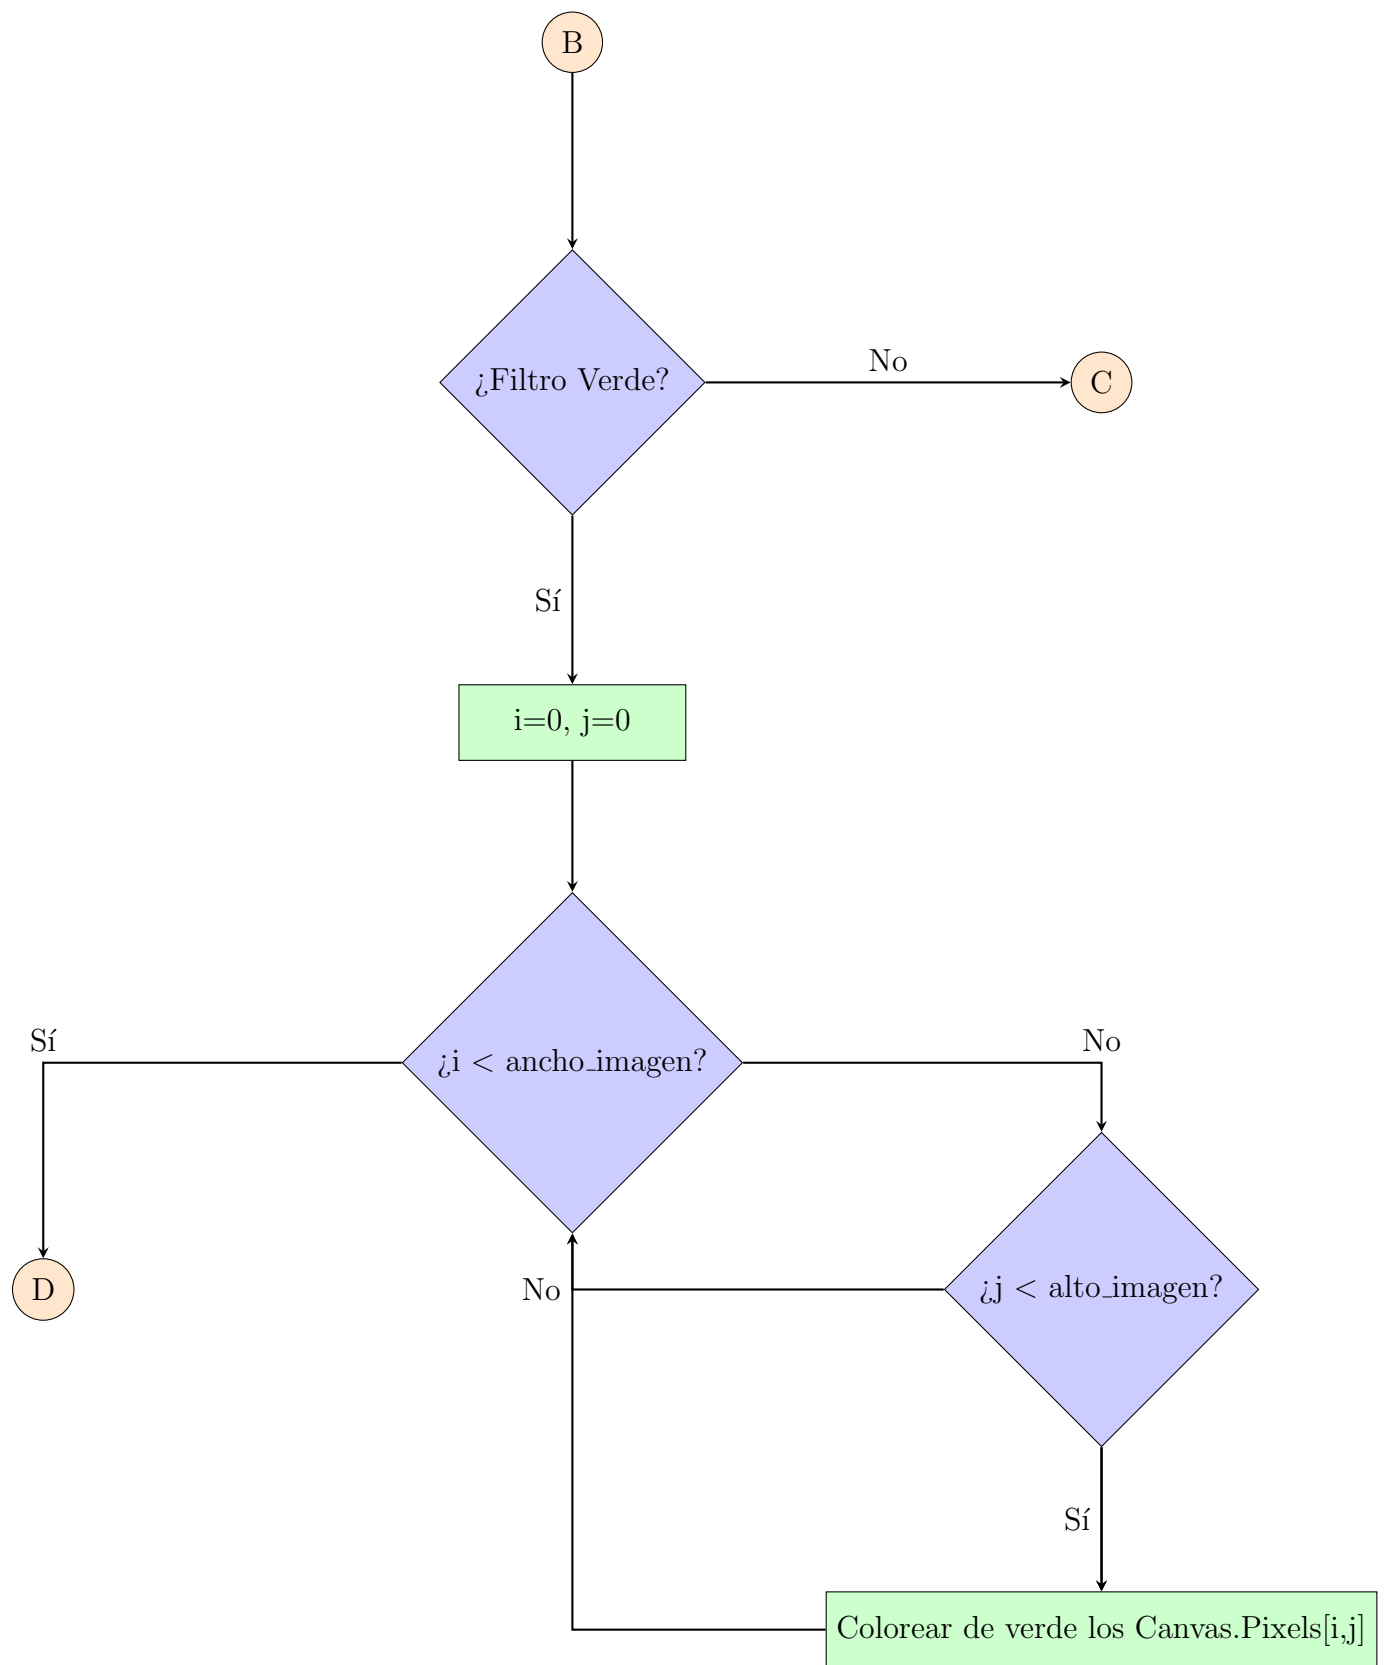 B
¿Filtro Verde?
No
C
Sí
i=0, j=0
Sí
¿i < ancho_imagen?
No
D
No
¿j < alto_imagen?
Sí
Colorear de verde los Canvas.Pixels[i,j]